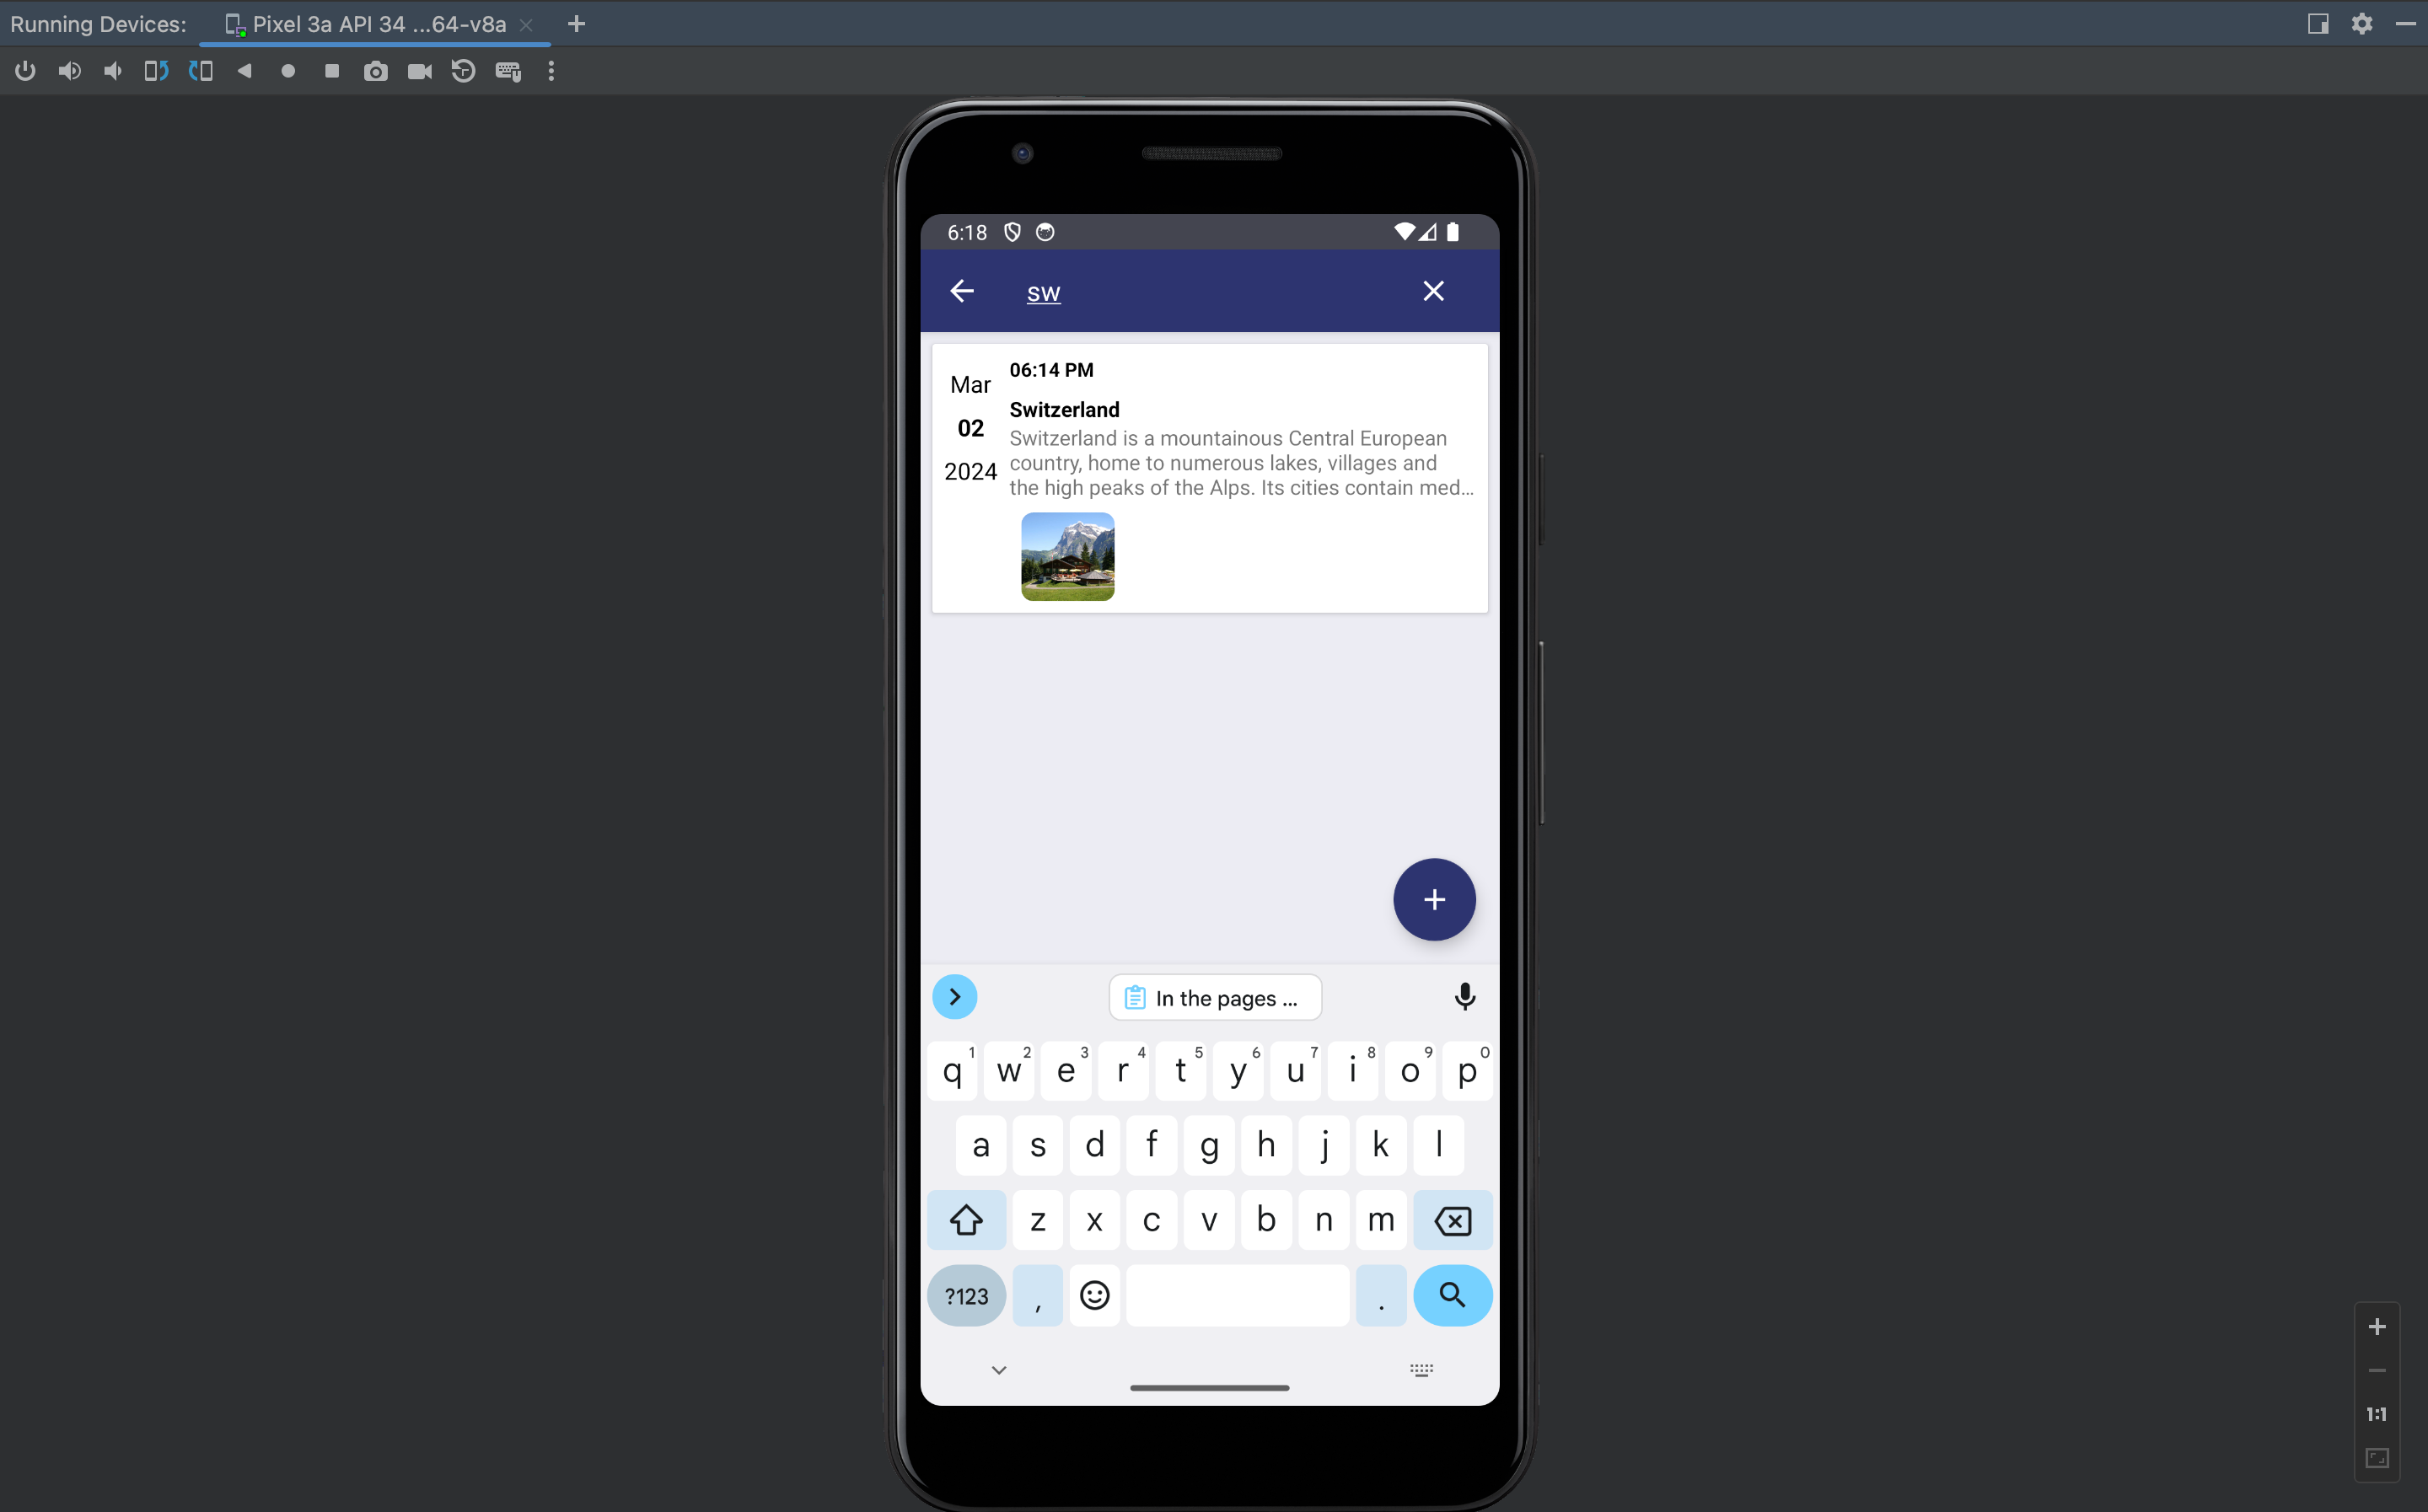 Running Devices:
Pixel 3a API 34 ...64-v8a
6:18
sw
06:14 PM
Mar
Switzerland
02
Switzerland is a mountainous Central European
country, home to numerous lakes, villages and
2024
the high peaks of the Alps. Its cities contain med...
In the pages ...
1 2 3 4 5 6 7 8 9 0
q w e r t y u i o p
a s d f g h j k l
z x c v b n m
?123 , .
1:1